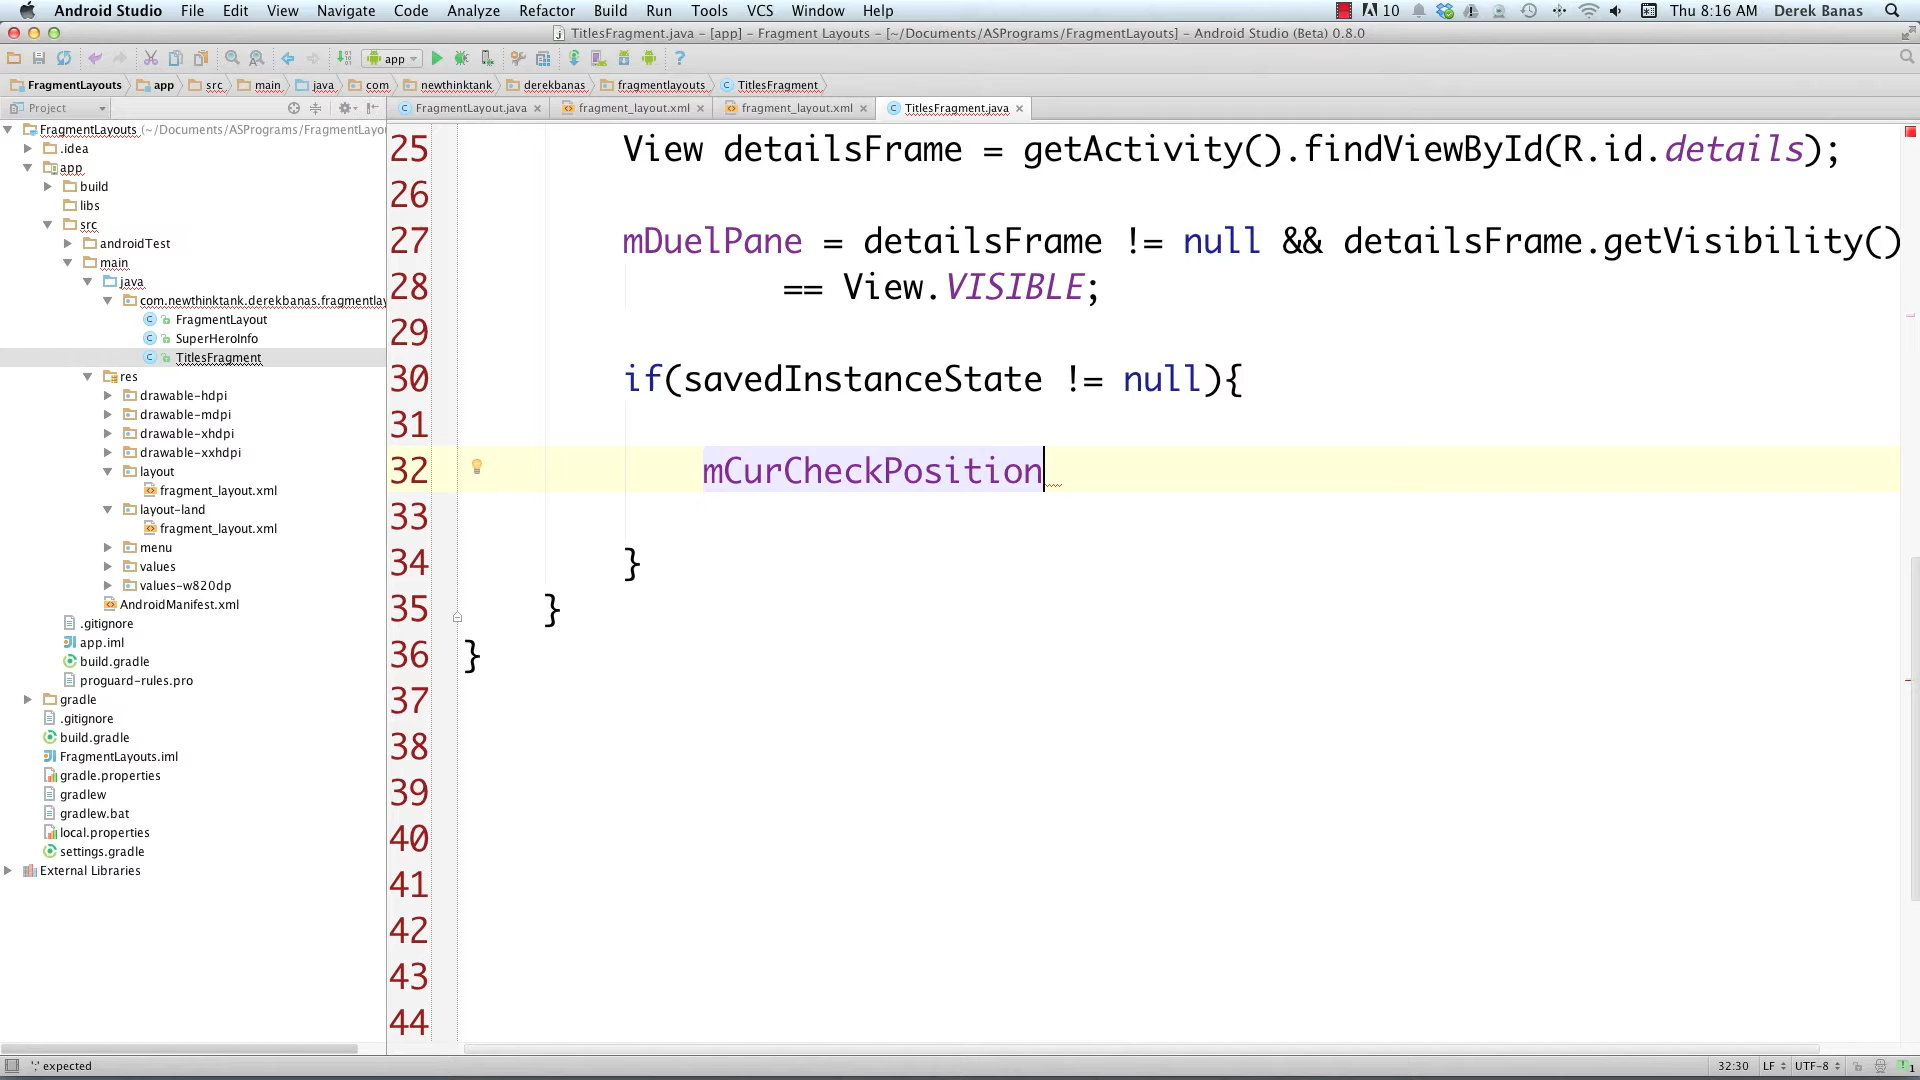 Android Studio File Edit View Navigate Code Analyze Refactor Build Run Tools VCS Window Help 10 Thu 8:16 AM Derek Banas
TitlesFragment.java – [app] – Fragment Layouts – [~/Documents/ASPrograms/FragmentLayouts] – Android Studio (Beta) 0.8.0
app
FragmentLayouts app src main java com newthinktank derekbanas fragmentlayouts TitlesFragment
Project
FragmentLayout.java fragment_layout.xml fragment_layout.xml TitlesFragment.java
FragmentLayouts (~/Documents/ASPrograms/FragmentLayou
.idea
app
build
libs
src
androidTest
main
java
com.newthinktank.derekbanas.fragmentlay
FragmentLayout
SuperHeroInfo
TitlesFragment
res
drawable-hdpi
drawable-mdpi
drawable-xhdpi
drawable-xxhdpi
layout
fragment_layout.xml
layout-land
fragment_layout.xml
menu
values
values-w820dp
AndroidManifest.xml
.gitignore
app.iml
build.gradle
proguard-rules.pro
gradle
.gitignore
build.gradle
FragmentLayouts.iml
gradle.properties
gradlew
gradlew.bat
local.properties
settings.gradle
External Libraries
25 View detailsFrame = getActivity().findViewById(R.id.details);
26
27 mDuelPane = detailsFrame != null && detailsFrame.getVisibility()
28 == View.VISIBLE;
29
30 if(savedInstanceState != null){
31
32 mCurCheckPosition
33
34 }
35 }
36 }
37
38
39
40
41
42
43
44
';' expected 32:30 LF UTF-8 1